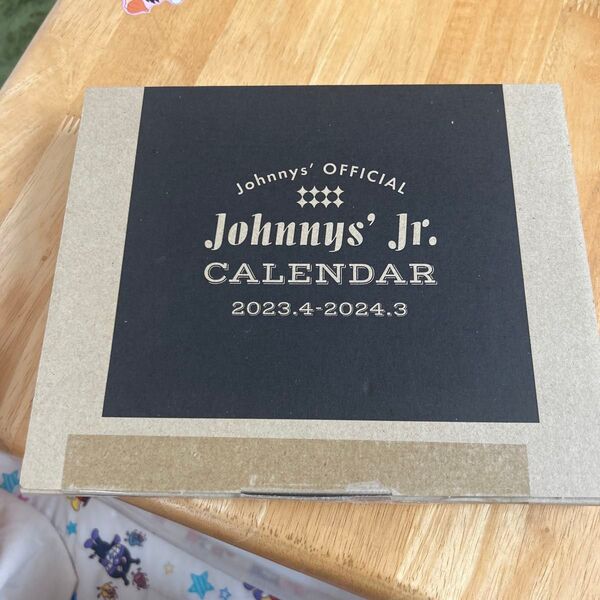 Johnnys' OFFICIAL
Johnnys' Jr.
CALENDAR
2023.4-2024.3